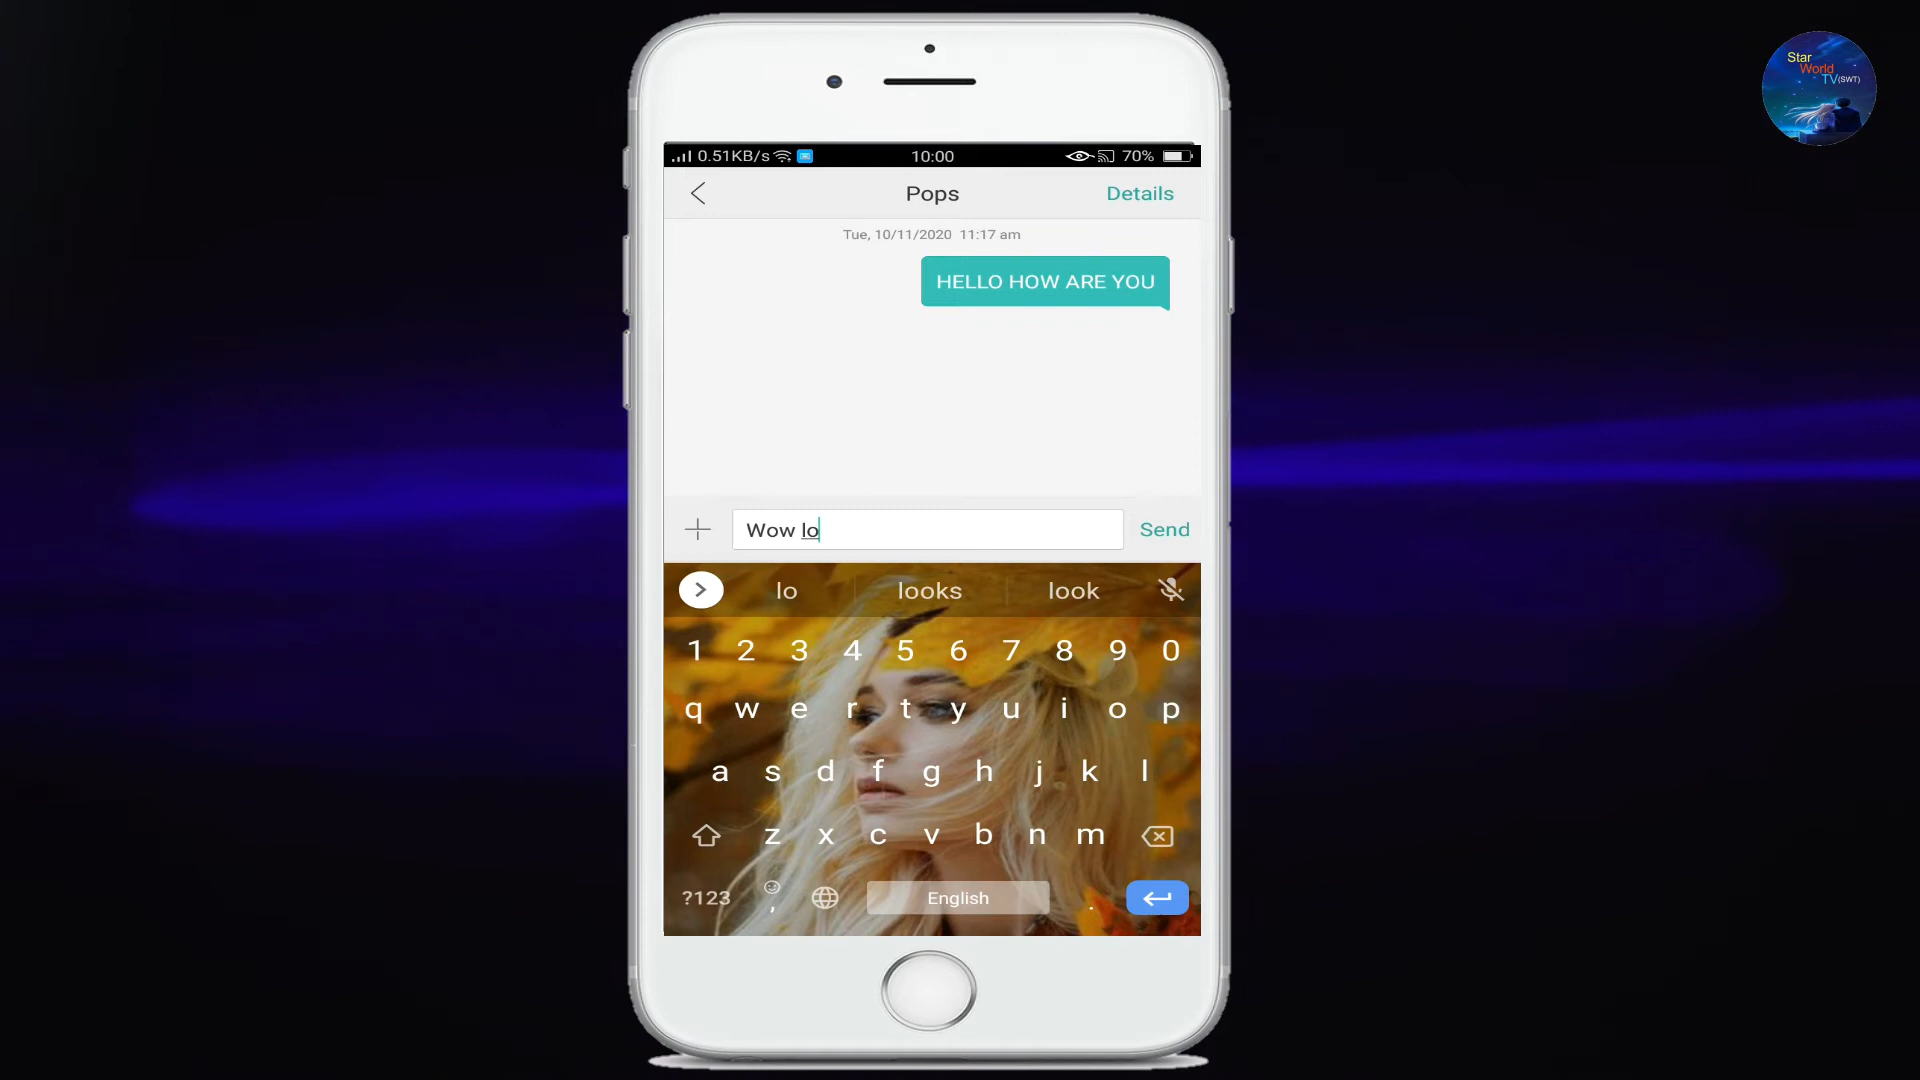 Star
World
TV(SWT)
0.51KB/s 10:00 70%
Pops Details
Tue, 10/11/2020 11:17 am
HELLO HOW ARE YOU
Wow lo Send
lo looks look
1 2 3 4 5 6 7 8 9 0
q w e r t y u i o p
a s d f g h j k l
z x c v b n m
?123 , English .